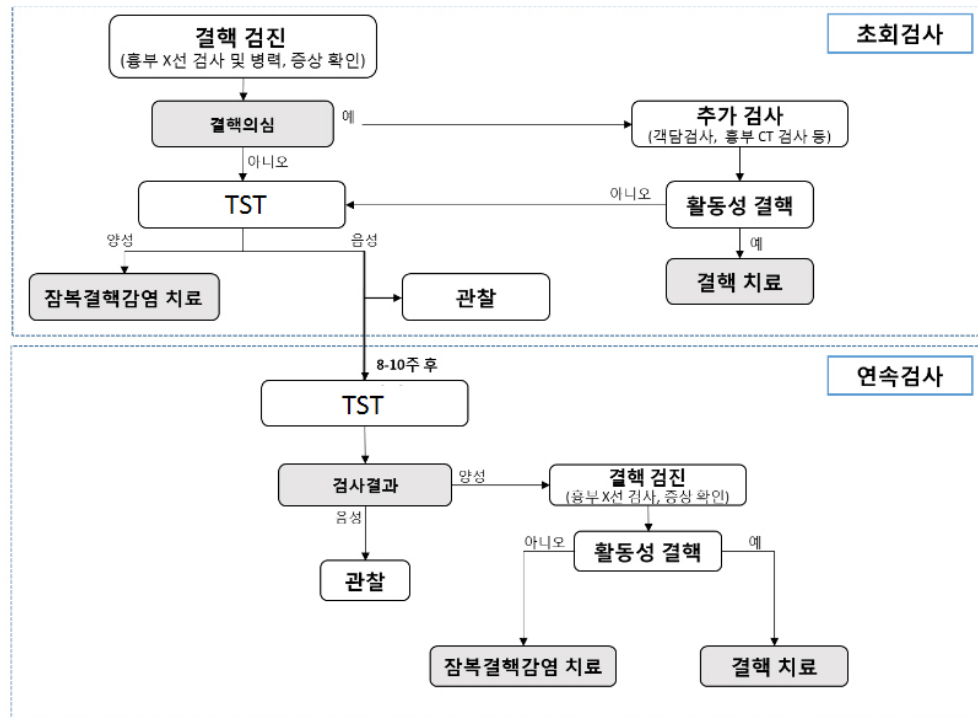 초회검사
결핵 검진
(흉부 X선 검사 및 병력, 증상 확인)
결핵의심
예
추가 검사
(객담검사, 흉부 CT 검사 등)
아니오
TST
아니오
활동성 결핵
양성
음성
예
잠복결핵감염 치료
관찰
결핵 치료
8-10주 후
연속검사
TST
검사결과
양성
결핵 검진
(흉부 X선 검사, 증상 확인)
음성
아니오
활동성 결핵
예
관찰
잠복결핵감염 치료
결핵 치료